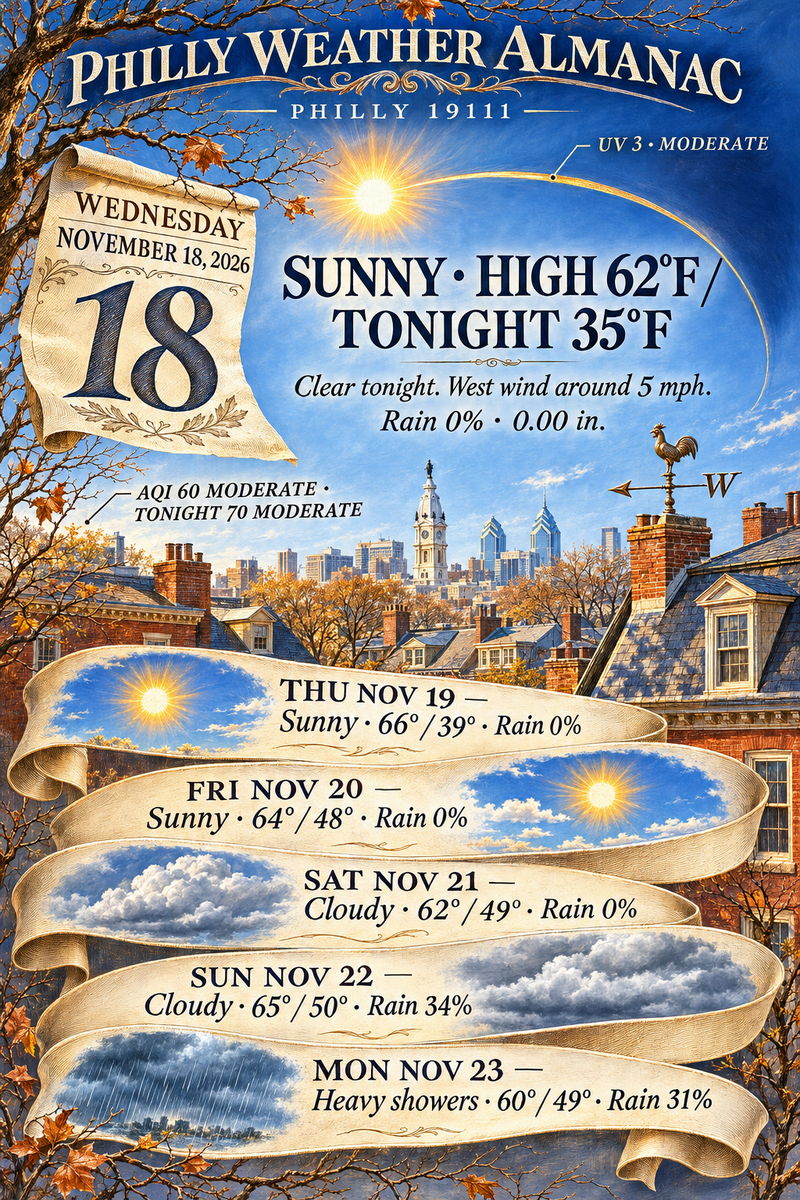 PHILLY WEATHER ALMANAC
PHILLY 19111
UV 3 • MODERATE
WEDNESDAY
NOVEMBER 18, 2026
18
SUNNY • HIGH 62°F/
TONIGHT 35°F
Clear tonight. West wind around 5 mph.
Rain 0% • 0.00 in.
AQI 60 MODERATE •
TONIGHT 70 MODERATE
W
THU NOV 19 —
Sunny • 66°/39° • Rain 0%
FRI NOV 20 —
Sunny • 64°/48° • Rain 0%
SAT NOV 21 —
Cloudy • 62°/49° • Rain 0%
SUN NOV 22 —
Cloudy • 65°/50° • Rain 34%
MON NOV 23 —
Heavy showers • 60°/49° • Rain 31%